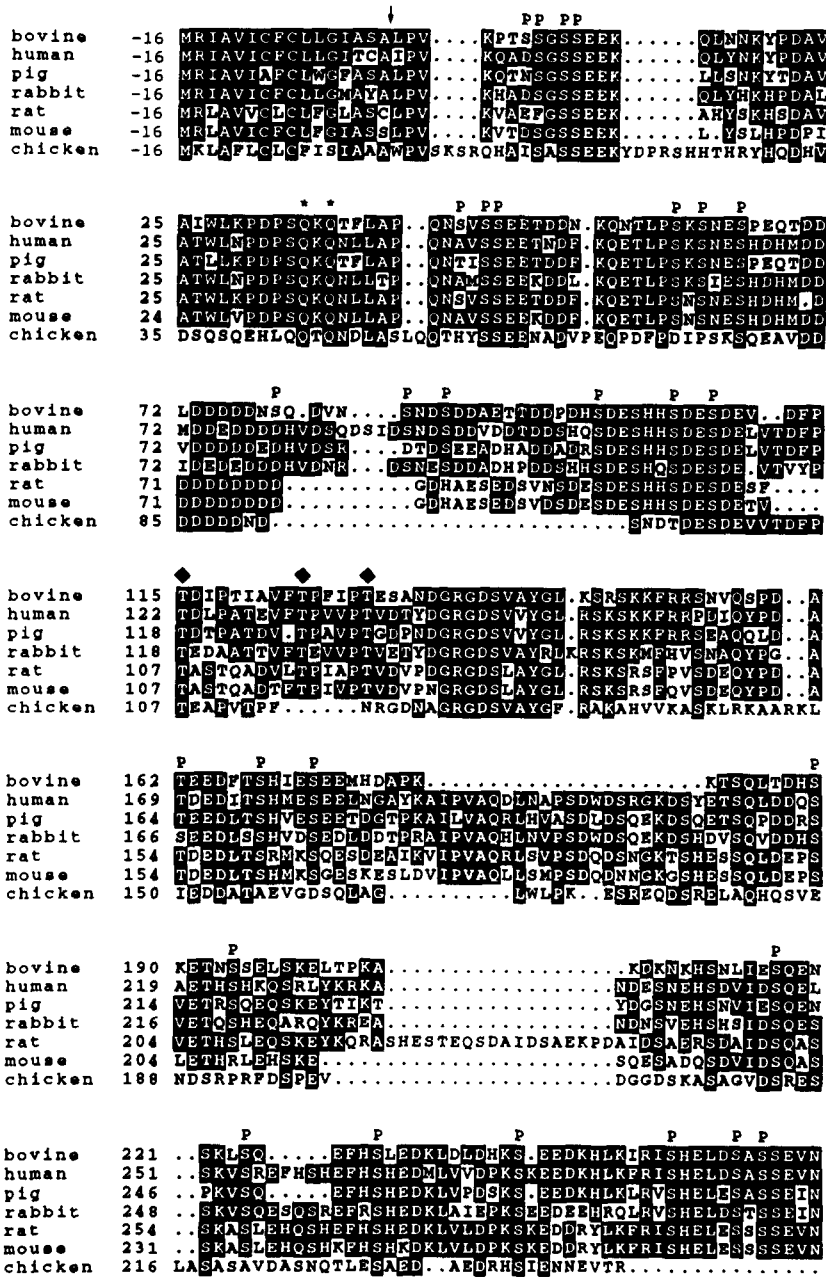 ↓ PP PP
bovine -16 MRIAVICFCLLGIASALPV....KPTSSGSSEEK......QLNNKYPDAV
human -16 MRIAVICFCLLGITCAIPV....KQADSGSSEEK......QLYNKYPDAV
pig -16 MRIAVIAFCLWGFASALPV....KQTNSGSSEEK......LLSNKYTDAV
rabbit -16 MRIAVICFCLLGMAYALPV....KHADSGSSEEK......QLYHKHPDAL
rat -16 MRLAVVCLCLFGLASCLPV....KVAEFGSSEEK......AHYSKHSDAV
mouse -16 MRLAVICFCLFGIASSLPV....KVTDSGSSEEK......L.YSLHPDPI
chicken -16 MKLAFLCLCFISIAAAWPVSKSRQHAISASSEEKYDPRSHHTHRYHQDHV
* * P PP P P P
bovine 25 AIWLKPDPSQKQTFLAP..QNSVSSEETDDN.KQNTLPSKSNESPEQTDD
human 25 ATWLNPDPSQKQNLLAP..QNAVSSEETNDF.KQETLPSKSNESHDHMDD
pig 25 ATLLKPDPSQKQTFLAP..QNTISSEETDDF.KQETLPSKSNESPEQTDD
rabbit 25 ATWLNPDPSQKQNLLTP..QNAMSSEEKDDL.KQETLPSKSIESHDHMDD
rat 25 ATWLKPDPSQKQNLLAP..QNSVSSEETDDF.KQETLPSNSNESHDHM.D
mouse 24 ATWLVPDPSQKQNLLAP..QNAVSSEEKDDF.KQETLPSNSNESHDHMDD
chicken 35 DSQSQEHLQQTQNDLASLQQTHYSSEENADVPEQPDFPDIPSKSQEAVDD
P P P P P P
bovine 72 LDDDDDNSQ.DVN....SNDSDDAETTDDPDHSDESHHSDESDEV..DFP
human 72 MDDEDDDDHVDSQDSIDSNDSDDVDDTDDSHQSDESHHSDESDELVTDFP
pig 72 VDDDDDEDHVDSR....DTDSEEADHADDADRSDESHHSDESDELVTDFP
rabbit 72 IDEDEDDDHVDNR..DSNESDDADHPDDSHHSDESHQSDESDE.VTVYP
rat 71 DDDDDDDDD..........GDHAESEDSVNSDESDESHHSDESDESF....
mouse 71 DDDDDDDDD..........GDHAESEDSVDSDESDESHHSDESDETV....
chicken 85 DDDDDND............................SNDTDESDEVVTDFP
◆ ◆ ◆
bovine 115 TDIPTIAVFTPFIPTESANDGRGDSVAYGL.KSRSKKFRRSNVQSPD..A
human 122 TDLPATEVFTPVVPTVDTYDGRGDSVVYGL.RSKSKKFRRPDIQYPD..A
pig 118 TDTPATDV.TPAVPTGDPNDGRGDSVVYGL.RSKSKKFRRSEAQQLD..A
rabbit 118 TEDAATTVFTEVVPTVETYDGRGDSVAYRLKRSKSKMFHVSNAQYPG..A
rat 107 TASTQADVLTPIAPTVDVPDGRGDSLAYGL.RSKSRSFPVSDEQYPD..A
mouse 107 TASTQADTFTPIVPTVDVPNGRGDSLAYGL.RSKSRSFQVSDEQYPD..A
chicken 107 TEAPVTPF......NRGDNAGRGDSVAYGF.RAKAHVVKASKLRKAARKL
P P P P
bovine 162 TEEDFTSHIESEEMHDAPK......................KTSQLTDHS
human 169 TDEDITSHMESEELNGAYKAIPVAQDLNAPSDWDSRGKDSYETSQLDDQS
pig 164 TEEDLTSHVESEETDGTPKAILVAQRLHVASDLDSQEKDSQETSQPDDRS
rabbit 166 SEEDLSSHVDSEDLDDTPRAIPVAQHLNVPSDWDSQEKDSHDVSQVDDHS
rat 154 TDEDLTSRMKSQESDEAIKVIPVAQRLSVPSDQDSNGKTSHESSQLDEPS
mouse 154 TDEDLTSHMKSGESKESLDVIPVAQLLSMPSDQDNNGKGSHESSQLDEPS
chicken 150 IEDDATAEVGDSQLAG..........LWLPK..ESREQDSRELAQHQSVE
P P
bovine 190 KETNSSELSKELTPKA...................KDKNKHSNLIESQEN
human 219 AETHSHKQSRLYKRKA..................NDESNEHSDVIDSQEL
pig 214 VETRSQEQSKEYTIKT..................YDGSNEHSNVIESQEN
rabbit 216 VETQSHEQARQYKREA..................NDNSVEHSHSIDSQES
rat 204 VETHSLEQSKEYKQRASHESTEQSDAIDSAEKPDAIDSAERSDAIDSQAS
mouse 204 LETHRLEHSKE.......................SQESADQSDVIDSQAS
chicken 188 NDSRPRFDSPEV......................DGGDSKASAGVDSRES
P P P P P P
bovine 221 ..SKLSQ.....EFHSLEDKLDLDHKS.EEDKHLKIRISHELDSASSEVN
human 251 ..SKVSREFHSHEFHSHEDMLVVDPKSKEEDKHLKFRISHELDSASSEVN
pig 246 ..PKVSQ.....EFHSHEDKLVPDSKS.EEDKHLKLRVSHELESASSEIN
rabbit 248 ..SKVSQESQSREFRSHEDKLAIEPKSEEDEEHRQLRVSHELDSTSSEIN
rat 254 ..SKASLEHQSHEFHSHEDKLVLDPKSKEDDRYLKFRISHELESSSSEVN
mouse 231 ..SKASLEHQSHKFHSHKDKLVLDPKSKEDDRYLKFRISHELESSSSEVN
chicken 216 LASASAVDASNQTLESAED..AEDRHSIENNEVTR...............